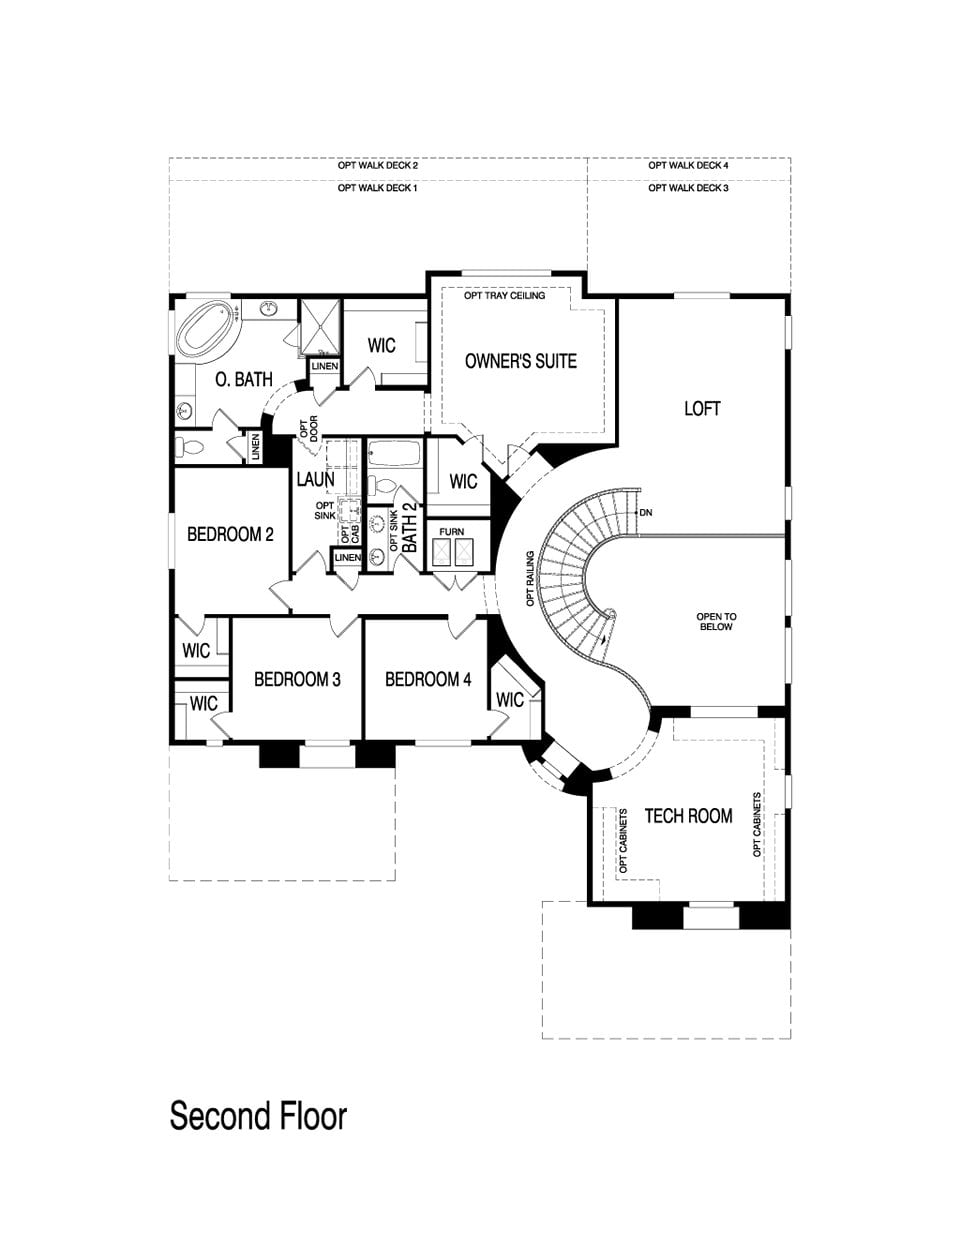 OPT WALK DECK 2
OPT WALK DECK 4
OPT WALK DECK 1
OPT WALK DECK 3
OPT TRAY CEILING
WIC
OWNER'S SUITE
LINEN
O. BATH
LOFT
OPT
DOOR
LINEN
LAUN
WIC
OPT
SINK
OPT
CAB
OPT SINK
BATH 2
DN
BEDROOM 2
FURN
LINEN
OPT RAILING
OPEN TO
BELOW
WIC
BEDROOM 3
BEDROOM 4
WIC
WIC
TECH ROOM
OPT CABINETS
OPT CABINETS
Second Floor